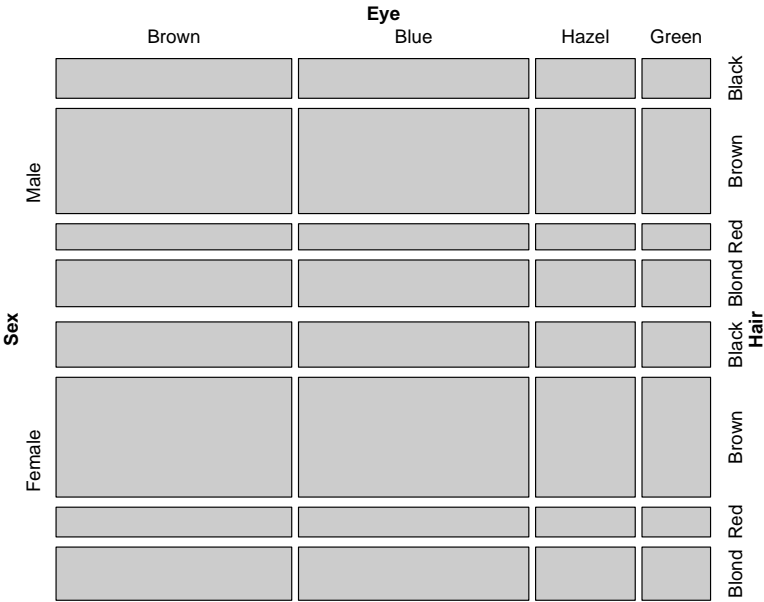 Eye
Brown Blue Hazel Green
Sex
Male
Female
Black
Brown
Red
Blond
Black
Brown
Red
Blond
Hair